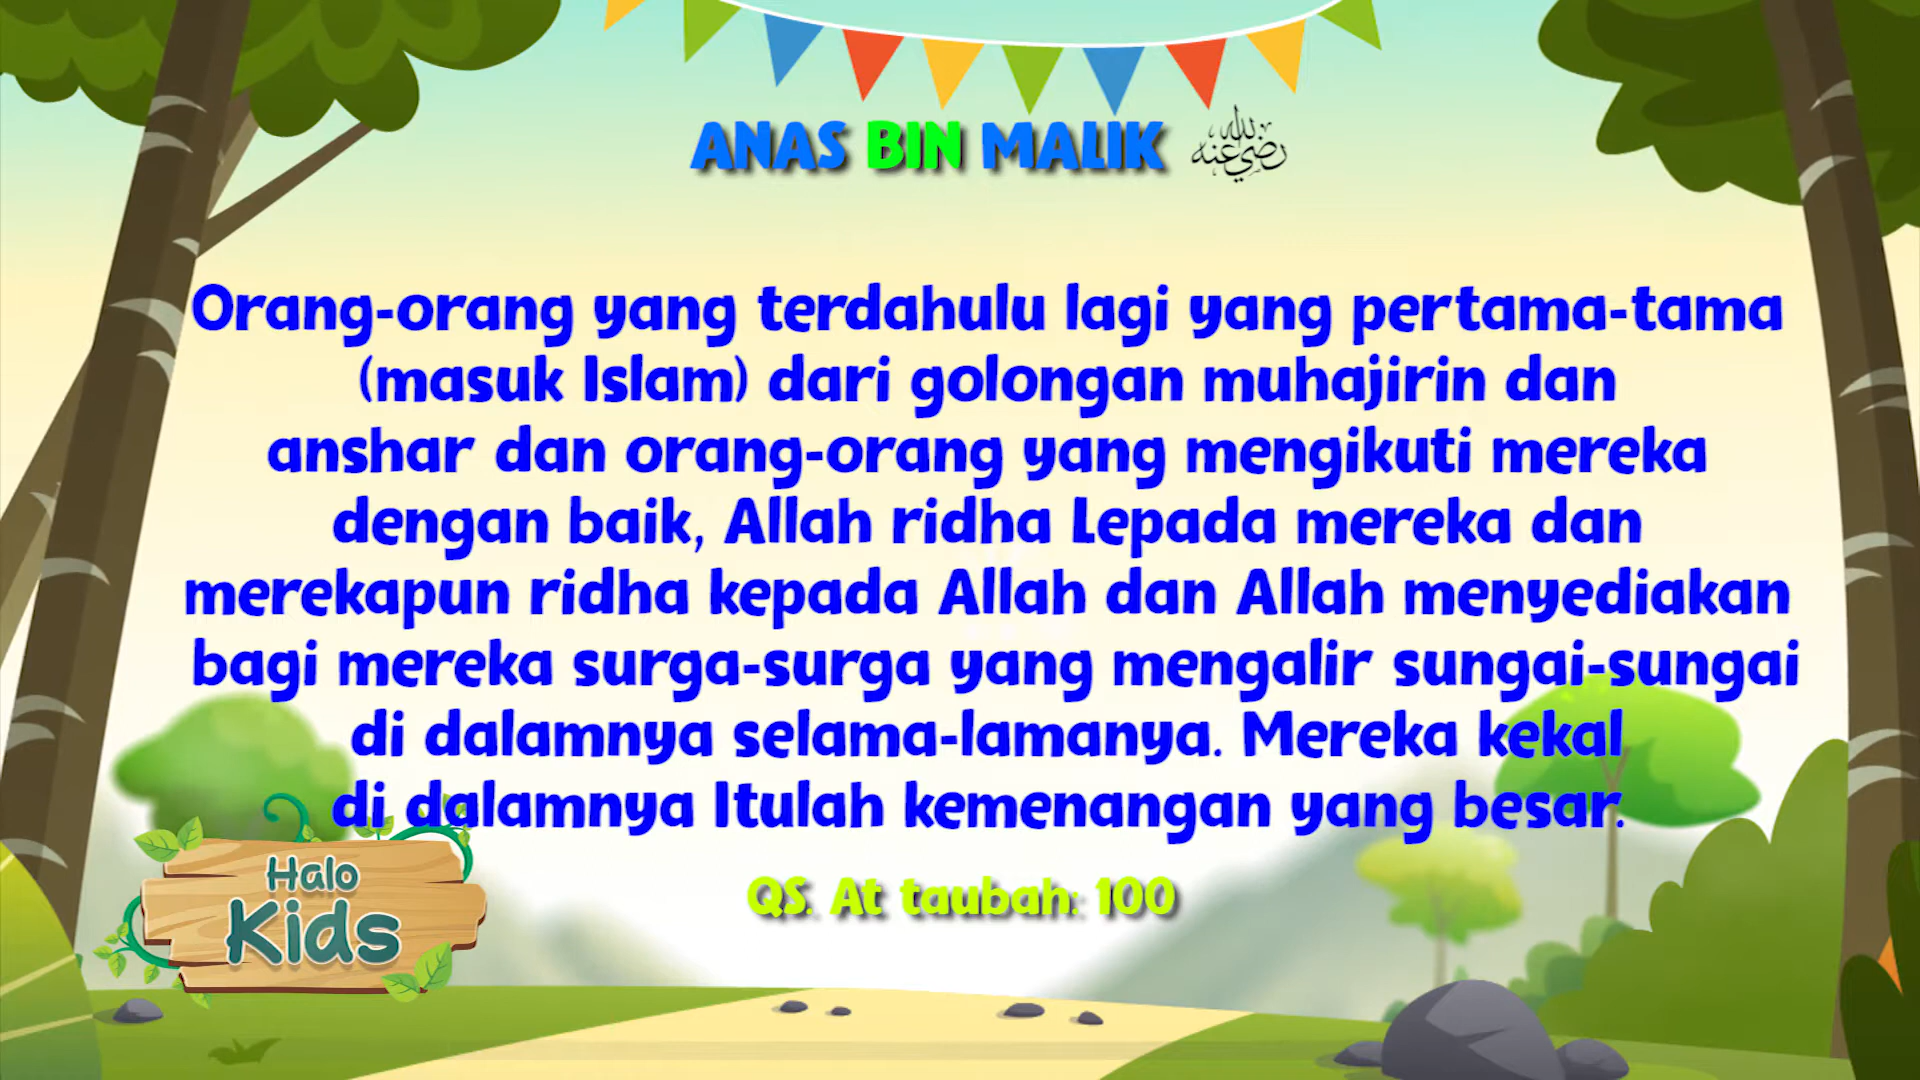 ANAS BIN MALIK رضي الله عنه
Orang-orang yang terdahulu lagi yang pertama-tama
(masuk Islam) dari golongan muhajirin dan
anshar dan orang-orang yang mengikuti mereka
dengan baik, Allah ridha Lepada mereka dan
merekapun ridha kepada Allah dan Allah menyediakan
bagi mereka surga-surga yang mengalir sungai-sungai
di dalamnya selama-lamanya. Mereka kekal
di dalamnya Itulah kemenangan yang besar.
QS. At taubah: 100
Halo
Kids